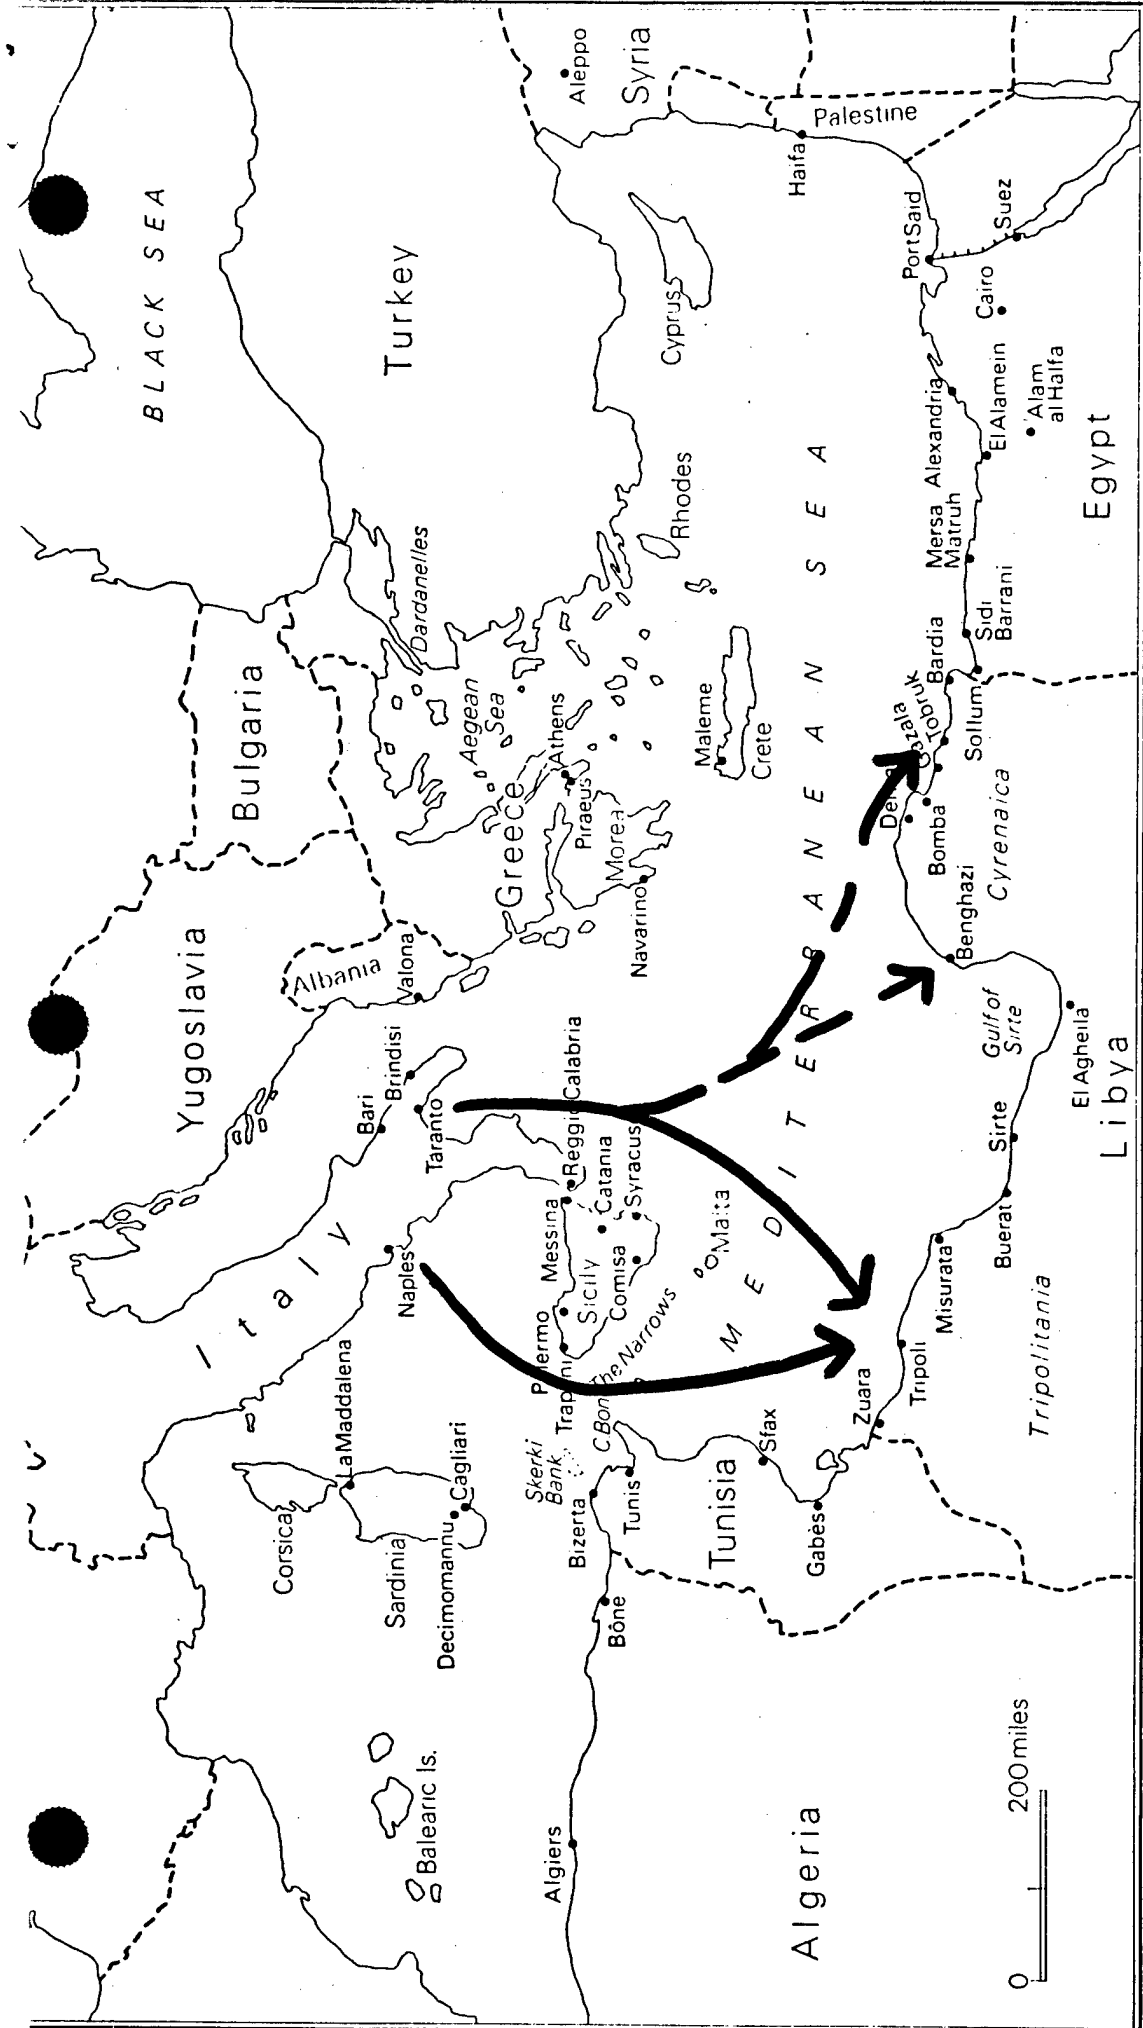 BLACK SEA
Yugoslavia
Bulgaria
Turkey
Italy
Albania
Greece
Aegean
Sea
Dardanelles
Corsica
La Maddalena
Sardinia
Decimomannu
Cagliari
Balearic Is.
Naples
Bari
Brindisi
Taranto
Valona
Athens
Piraeus
Morea
Navarino
Rhodes
Cyprus
Aleppo
Syria
Palermo
Trapani
Messina
Sicily
Comisa
Reggio Calabria
Catania
Syracuse
The Narrows
Malta
Skerki
Bank
C Bon
Bizerta
Tunis
Bône
Algiers
Algeria
Tunisia
Sfax
Gabès
MEDITERRANEAN SEA
Maleme
Crete
Haifa
Palestine
Zuara
Tripoli
Misurata
Buerat
Sirte
Tripolitania
Gulf of
Sirte
El Agheila
Libya
Benghazi
Cyrenaica
Bomba
Gazala
Tobruk
Bardia
Sollum
Sidi
Barrani
Mersa
Matruh
Alexandria
El Alamein
'Alam
al Halfa
Cairo
Port Said
Suez
Egypt
0
200 miles